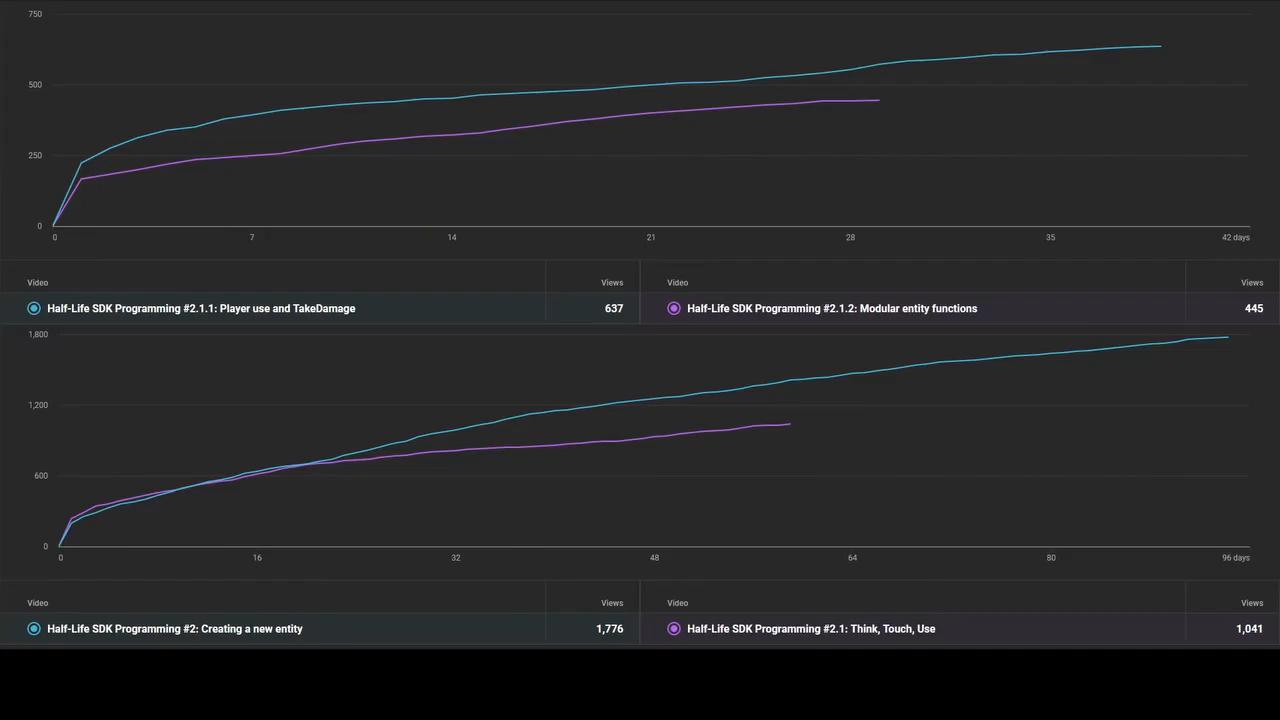 750
500
250
0
0 7 14 21 28 35 42 days
Video Views Video Views
Half-Life SDK Programming #2.1.1: Player use and TakeDamage 637 Half-Life SDK Programming #2.1.2: Modular entity functions 445
1,800
1,200
600
0
0 16 32 48 64 80 96 days
Video Views Video Views
Half-Life SDK Programming #2: Creating a new entity 1,776 Half-Life SDK Programming #2.1: Think, Touch, Use 1,041